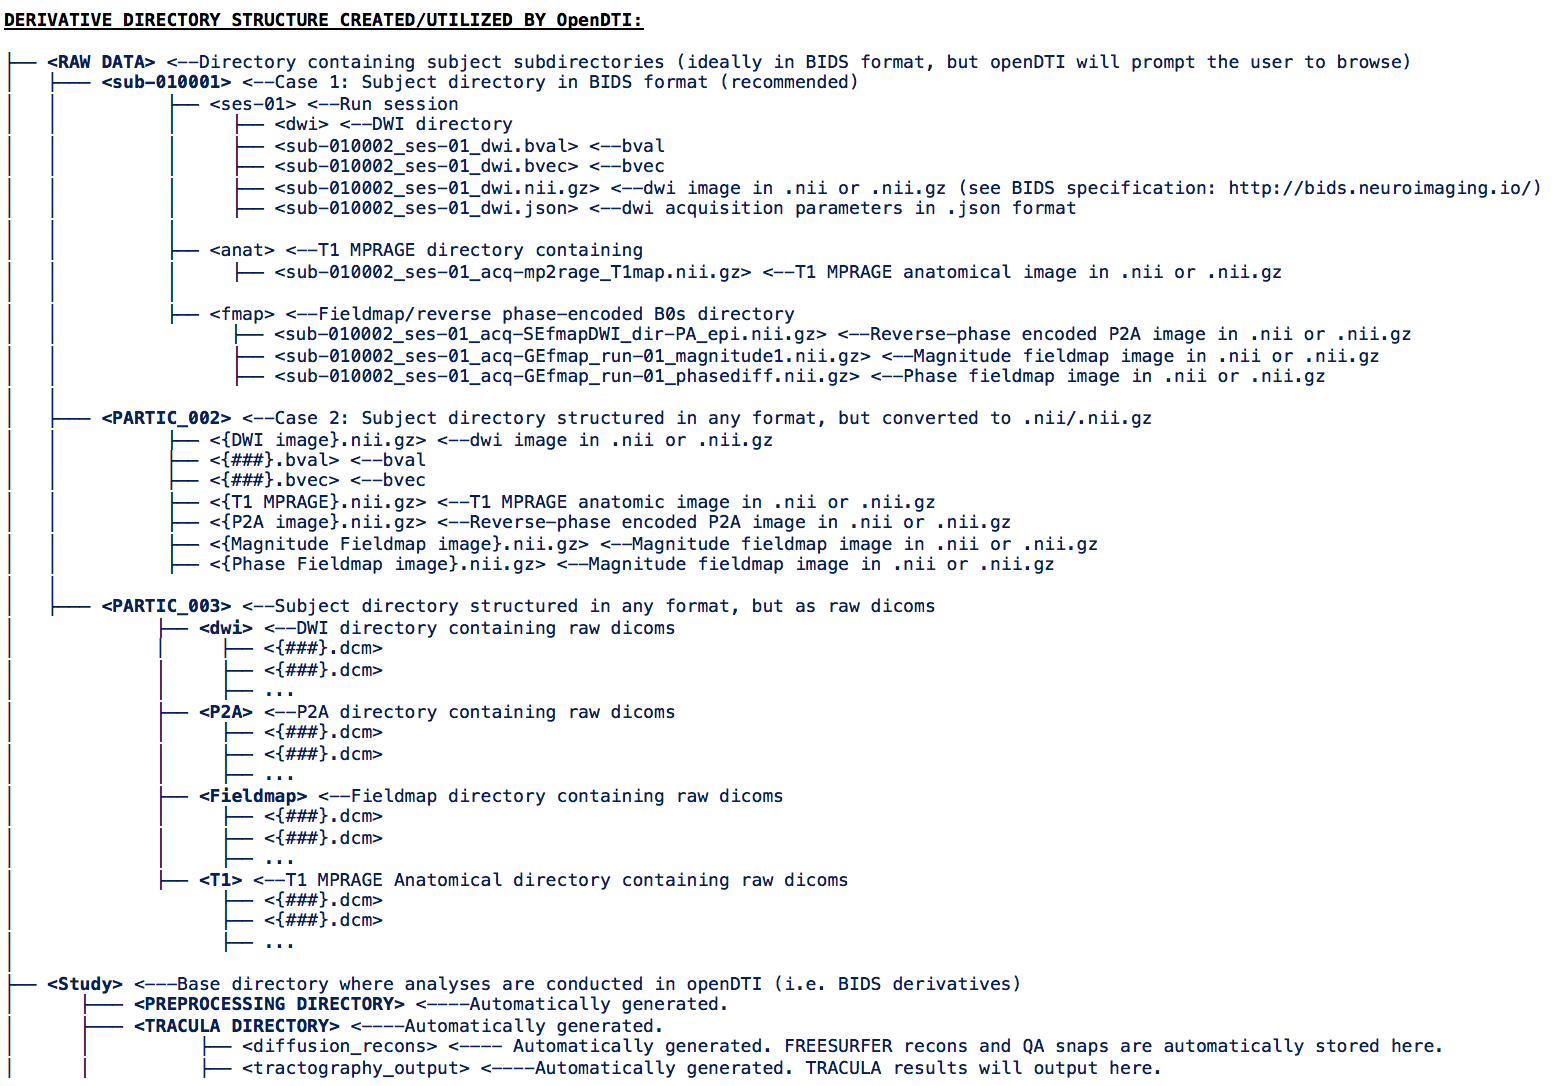 DERIVATIVE DIRECTORY STRUCTURE CREATED/UTILIZED BY OpenDTI:
├── <RAW DATA> <--Directory containing subject subdirectories (ideally in BIDS format, but openDTI will prompt the user to browse)
│   ├── <sub-010001> <--Case 1: Subject directory in BIDS format (recommended)
│   │          ├── <ses-01> <--Run session
│   │          │     ├── <dwi> <--DWI directory
│   │          │     ├── <sub-010002_ses-01_dwi.bval> <--bval
│   │          │     ├── <sub-010002_ses-01_dwi.bvec> <--bvec
│   │          │     ├── <sub-010002_ses-01_dwi.nii.gz> <--dwi image in .nii or .nii.gz (see BIDS specification: http://bids.neuroimaging.io/)
│   │          │     ├── <sub-010002_ses-01_dwi.json> <--dwi acquisition parameters in .json format
│   │          ├── <anat> <--T1 MPRAGE directory containing
│   │          │     ├── <sub-010002_ses-01_acq-mp2rage_T1map.nii.gz> <--T1 MPRAGE anatomical image in .nii or .nii.gz
│   │          ├── <fmap> <--Fieldmap/reverse phase-encoded B0s directory
│   │                ├── <sub-010002_ses-01_acq-SEfmapDWI_dir-PA_epi.nii.gz> <--Reverse-phase encoded P2A image in .nii or .nii.gz
│   │                ├── <sub-010002_ses-01_acq-GEfmap_run-01_magnitude1.nii.gz> <--Magnitude fieldmap image in .nii or .nii.gz
│   │                ├── <sub-010002_ses-01_acq-GEfmap_run-01_phasediff.nii.gz> <--Phase fieldmap image in .nii or .nii.gz
│   ├── <PARTIC_002> <--Case 2: Subject directory structured in any format, but converted to .nii/.nii.gz
│   │          ├── <{DWI image}.nii.gz> <--dwi image in .nii or .nii.gz
│   │          ├── <{###}.bval> <--bval
│   │          ├── <{###}.bvec> <--bvec
│   │          ├── <{T1 MPRAGE}.nii.gz> <--T1 MPRAGE anatomic image in .nii or .nii.gz
│   │          ├── <{P2A image}.nii.gz> <--Reverse-phase encoded P2A image in .nii or .nii.gz
│   │          ├── <{Magnitude Fieldmap image}.nii.gz> <--Magnitude fieldmap image in .nii or .nii.gz
│   │          ├── <{Phase Fieldmap image}.nii.gz> <--Magnitude fieldmap image in .nii or .nii.gz
│   ├── <PARTIC_003> <--Subject directory structured in any format, but as raw dicoms
│             ├── <dwi> <--DWI directory containing raw dicoms
│             │     ├── <{###}.dcm>
│             │     ├── <{###}.dcm>
│             │     ├── ...
│             ├── <P2A> <--P2A directory containing raw dicoms
│             │     ├── <{###}.dcm>
│             │     ├── <{###}.dcm>
│             │     ├── ...
│             ├── <Fieldmap> <--Fieldmap directory containing raw dicoms
│             │     ├── <{###}.dcm>
│             │     ├── <{###}.dcm>
│             │     ├── ...
│             ├── <T1> <--T1 MPRAGE Anatomical directory containing raw dicoms
│                   ├── <{###}.dcm>
│                   ├── <{###}.dcm>
│                   ├── ...
├── <Study> <---Base directory where analyses are conducted in openDTI (i.e. BIDS derivatives)
│      ├── <PREPROCESSING DIRECTORY> <----Automatically generated.
│      ├── <TRACULA DIRECTORY> <----Automatically generated.
│      │          ├── <diffusion_recons> <---- Automatically generated. FREESURFER recons and QA snaps are automatically stored here.
│      │          ├── <tractography_output> <----Automatically generated. TRACULA results will output here.